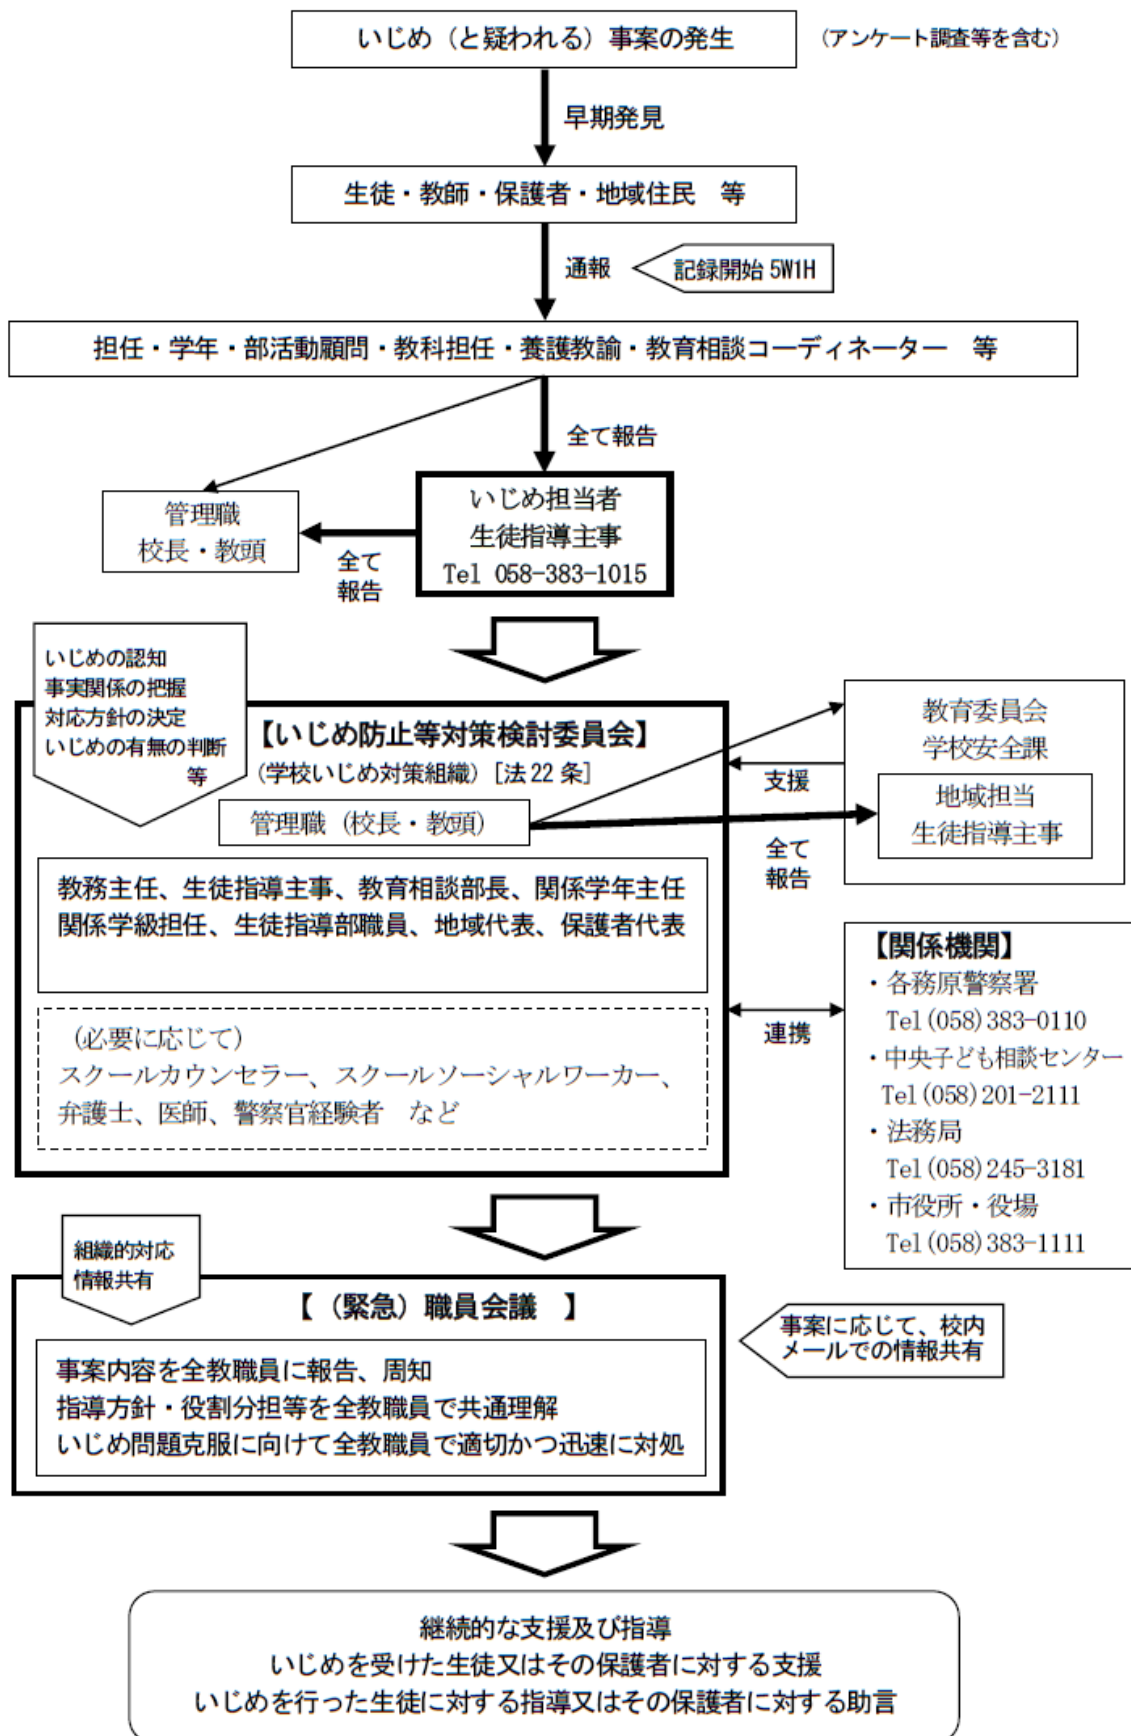 いじめ（と疑われる）事案の発生
（アンケート調査等を含む）
早期発見
生徒・教師・保護者・地域住民　等
通報
記録開始 5W1H
担任・学年・部活動顧問・教科担任・養護教諭・教育相談コーディネーター　等
全て報告
管理職
校長・教頭
いじめ担当者
生徒指導主事
Tel 058-383-1015
全て
報告
いじめの認知
事実関係の把握
対応方針の決定
いじめの有無の判断
等
【いじめ防止等対策検討委員会】
（学校いじめ対策組織）［法 22 条］
管理職（校長・教頭）
教育委員会
学校安全課
支援
地域担当
生徒指導主事
全て
報告
教務主任、生徒指導主事、教育相談部長、関係学年主任
関係学級担任、生徒指導部職員、地域代表、保護者代表
（必要に応じて）
スクールカウンセラー、スクールソーシャルワーカー、
弁護士、医師、警察官経験者　など
連携
【関係機関】
・各務原警察署
Tel (058) 383-0110
・中央子ども相談センター
Tel (058) 201-2111
・法務局
Tel (058) 245-3181
・市役所・役場
Tel (058) 383-1111
組織的対応
情報共有
【（緊急）職員会議　】
事案に応じて、校内
メールでの情報共有
事案内容を全教職員に報告、周知
指導方針・役割分担等を全教職員で共通理解
いじめ問題克服に向けて全教職員で適切かつ迅速に対処
継続的な支援及び指導
いじめを受けた生徒又はその保護者に対する支援
いじめを行った生徒に対する指導又はその保護者に対する助言